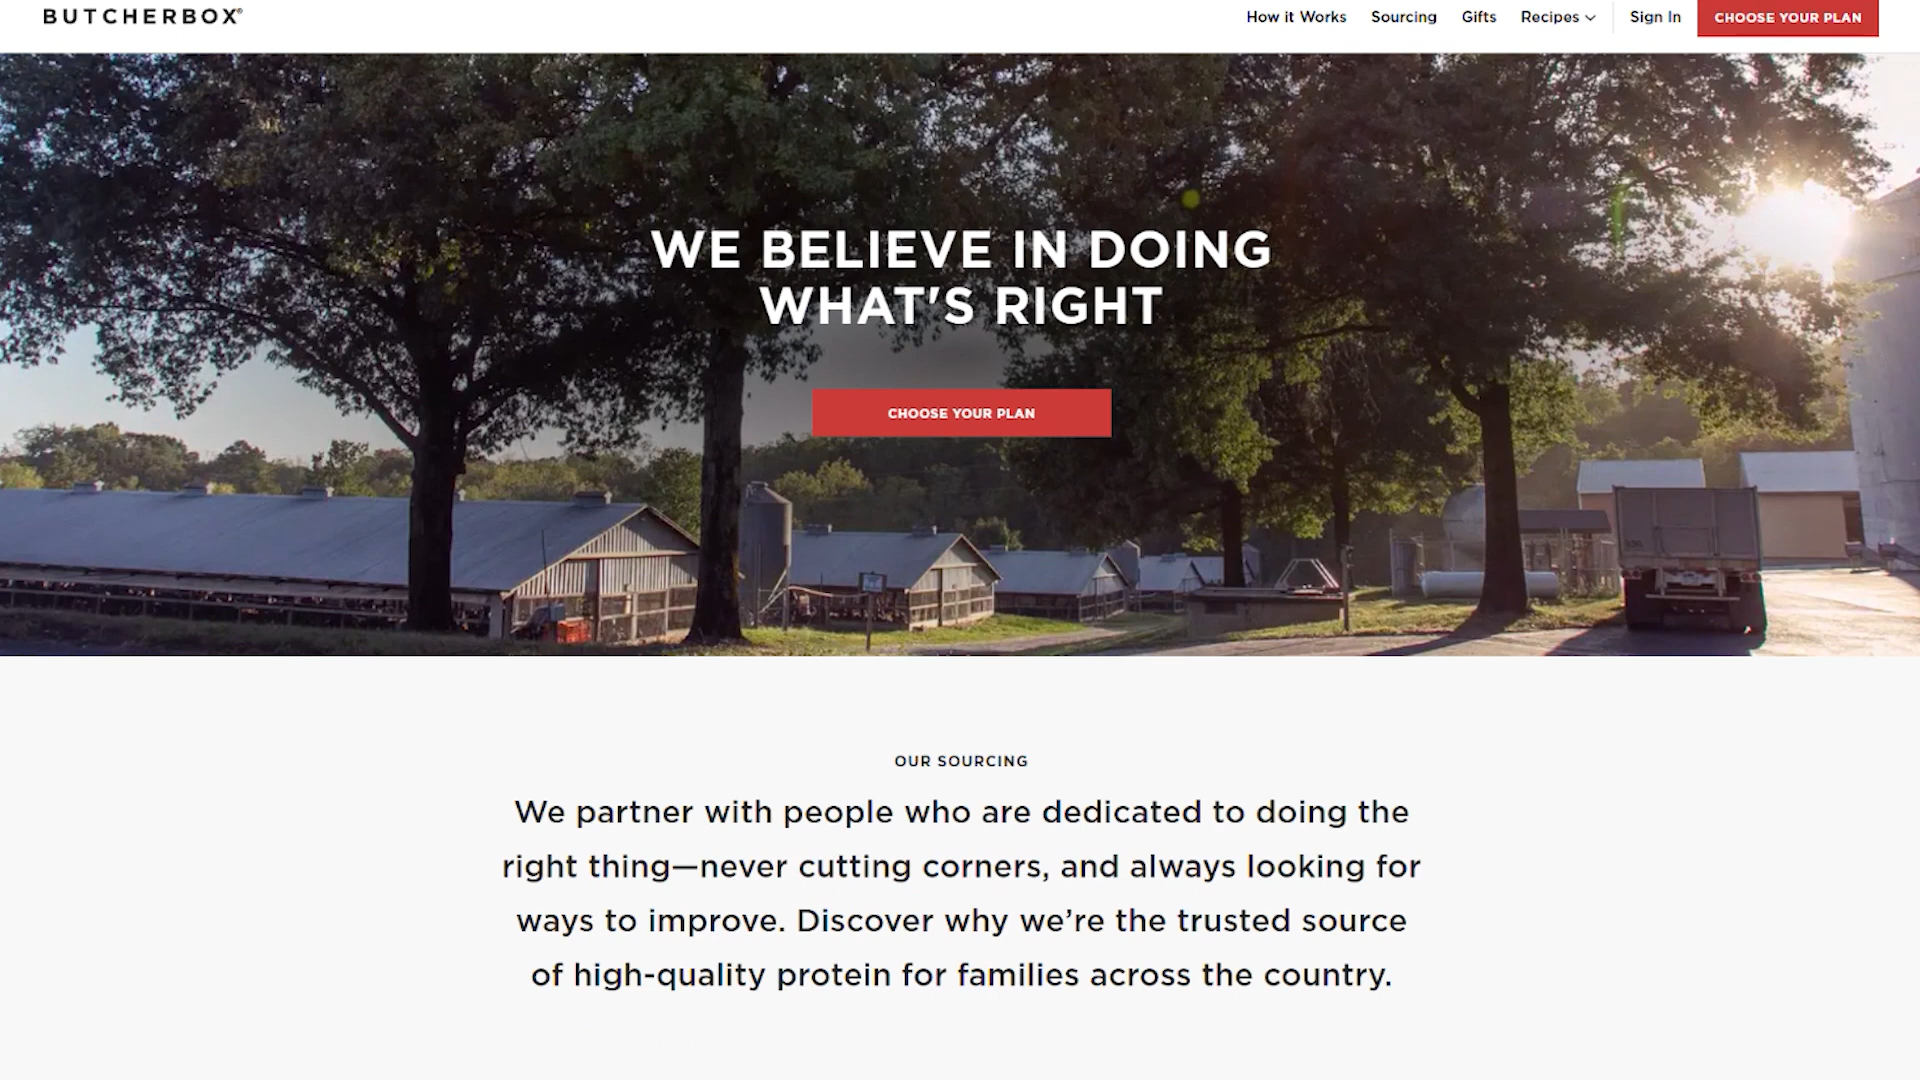 BUTCHERBOX®
How it Works
Sourcing
Gifts
Recipes
Sign In
CHOOSE YOUR PLAN
WE BELIEVE IN DOING
WHAT'S RIGHT
CHOOSE YOUR PLAN
OUR SOURCING
We partner with people who are dedicated to doing the
right thing—never cutting corners, and always looking for
ways to improve. Discover why we’re the trusted source
of high-quality protein for families across the country.